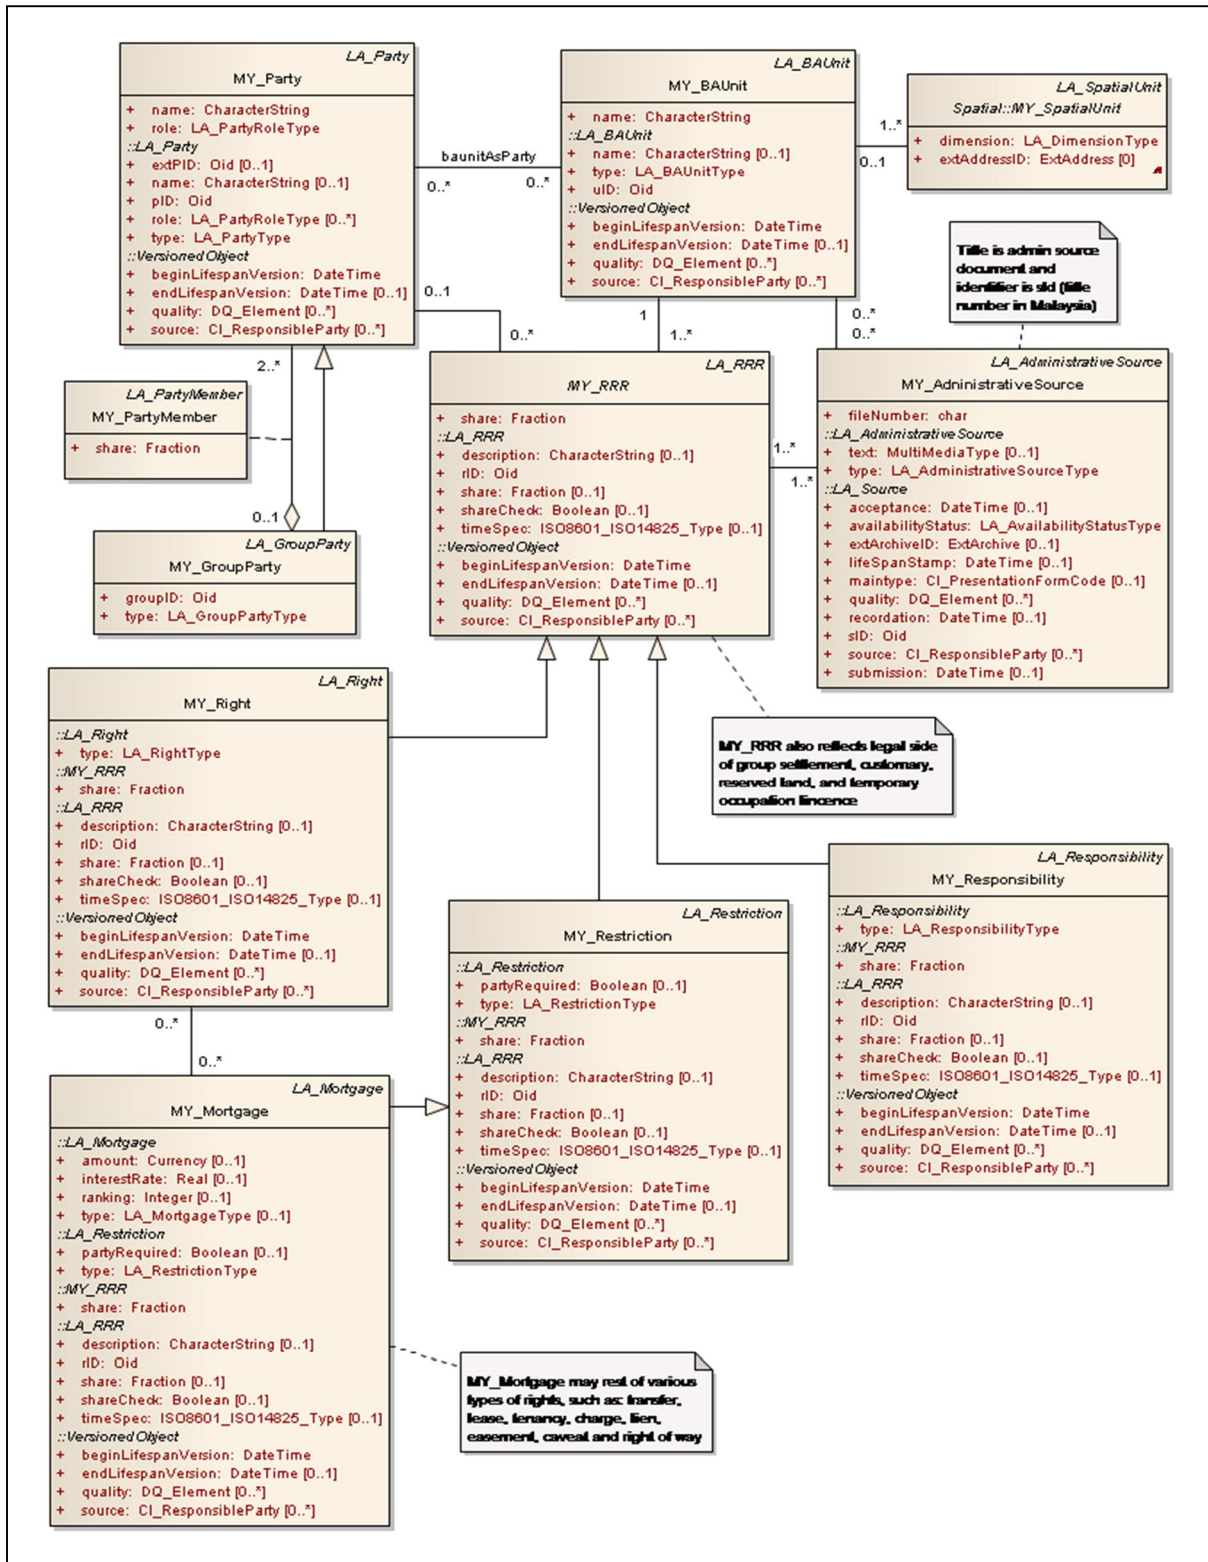 LA_Party
MY_Party
+ name: CharacterString
+ role: LA_PartyRoleType
::LA_Party
+ extPID: Oid [0..1]
+ name: CharacterString [0..1]
+ pID: Oid
+ role: LA_PartyRoleType [0..*]
+ type: LA_PartyType
::VersionedObject
+ beginLifespanVersion: DateTime
+ endLifespanVersion: DateTime [0..1]
+ quality: DQ_Element [0..*]
+ source: CI_ResponsibleParty [0..*]
baunitAsParty
0..*
0..*
LA_BAUnit
MY_BAUnit
+ name: CharacterString
::LA_BAUnit
+ name: CharacterString [0..1]
+ type: LA_BAUnitType
+ uID: Oid
::VersionedObject
+ beginLifespanVersion: DateTime
+ endLifespanVersion: DateTime [0..1]
+ quality: DQ_Element [0..*]
+ source: CI_ResponsibleParty [0..*]
1..*
0..1
LA_SpatialUnit
Spatial::MY_SpatialUnit
+ dimension: LA_DimensionType
+ extAddressID: ExtAddress [0]
Title is admin source
document and
identifier is sId (title
number in Malaysia)
0..1
0..*
1
1..*
0..*
0..*
2..*
LA_PartyMember
MY_PartyMember
+ share: Fraction
0..1
LA_GroupParty
MY_GroupParty
+ groupID: Oid
+ type: LA_GroupPartyType
LA_RRR
MY_RRR
+ share: Fraction
::LA_RRR
+ description: CharacterString [0..1]
+ rID: Oid
+ share: Fraction [0..1]
+ shareCheck: Boolean [0..1]
+ timeSpec: ISO8601_ISO14825_Type [0..1]
::VersionedObject
+ beginLifespanVersion: DateTime
+ endLifespanVersion: DateTime [0..1]
+ quality: DQ_Element [0..*]
+ source: CI_ResponsibleParty [0..*]
1..*
1..*
LA_AdministrativeSource
MY_AdninistrativeSource
+ fileNumber: char
::LA_AdministrativeSource
+ text: MultiMediaType [0..1]
+ type: LA_AdministrativeSourceType
::LA_Source
+ acceptance: DateTime [0..1]
+ availabilityStatus: LA_AvailabilityStatusType
+ extArchiveID: ExtArchive [0..1]
+ lifeSpanStamp: DateTime [0..1]
+ maintype: CI_PresentationFormCode [0..1]
+ quality: DQ_Element [0..*]
+ recordation: DateTime [0..1]
+ sID: Oid
+ source: CI_ResponsibleParty [0..*]
+ submission: DateTime [0..1]
MY_RRR also reflects legal side
of group settlement, customary,
reserved land, and temporary
occupation lincence
LA_Right
MY_Right
::LA_Right
+ type: LA_RightType
::MY_RRR
+ share: Fraction
::LA_RRR
+ description: CharacterString [0..1]
+ rID: Oid
+ share: Fraction [0..1]
+ shareCheck: Boolean [0..1]
+ timeSpec: ISO8601_ISO14825_Type [0..1]
::VersionedObject
+ beginLifespanVersion: DateTime
+ endLifespanVersion: DateTime [0..1]
+ quality: DQ_Element [0..*]
+ source: CI_ResponsibleParty [0..*]
0..*
0..*
LA_Restriction
MY_Restriction
::LA_Restriction
+ partyRequired: Boolean [0..1]
+ type: LA_RestrictionType
::MY_RRR
+ share: Fraction
::LA_RRR
+ description: CharacterString [0..1]
+ rID: Oid
+ share: Fraction [0..1]
+ shareCheck: Boolean [0..1]
+ timeSpec: ISO8601_ISO14825_Type [0..1]
::VersionedObject
+ beginLifespanVersion: DateTime
+ endLifespanVersion: DateTime [0..1]
+ quality: DQ_Element [0..*]
+ source: CI_ResponsibleParty [0..*]
LA_Responsibility
MY_Responsibility
::LA_Responsibility
+ type: LA_ResponsibilityType
::MY_RRR
+ share: Fraction
::LA_RRR
+ description: CharacterString [0..1]
+ rID: Oid
+ share: Fraction [0..1]
+ shareCheck: Boolean [0..1]
+ timeSpec: ISO8601_ISO14825_Type [0..1]
::VersionedObject
+ beginLifespanVersion: DateTime
+ endLifespanVersion: DateTime [0..1]
+ quality: DQ_Element [0..*]
+ source: CI_ResponsibleParty [0..*]
LA_Mortgage
MY_Mortgage
::LA_Mortgage
+ amount: Currency [0..1]
+ interestRate: Real [0..1]
+ ranking: Integer [0..1]
+ type: LA_MortgageType [0..1]
::LA_Restriction
+ partyRequired: Boolean [0..1]
+ type: LA_RestrictionType
::MY_RRR
+ share: Fraction
::LA_RRR
+ description: CharacterString [0..1]
+ rID: Oid
+ share: Fraction [0..1]
+ shareCheck: Boolean [0..1]
+ timeSpec: ISO8601_ISO14825_Type [0..1]
::VersionedObject
+ beginLifespanVersion: DateTime
+ endLifespanVersion: DateTime [0..1]
+ quality: DQ_Element [0..*]
+ source: CI_ResponsibleParty [0..*]
MY_Mortgage may rest of various
types of rights, such as: transfer,
lease, tenancy, charge, lien,
easement, caveat and right of way